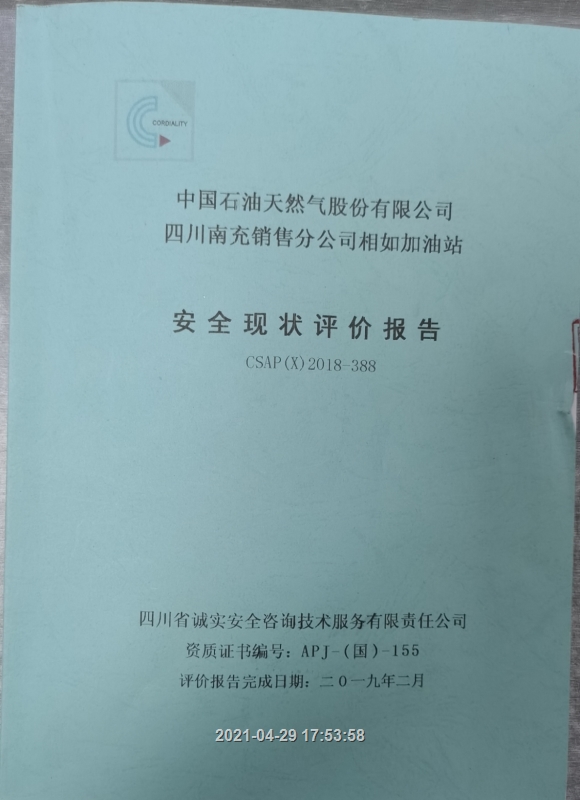 CORDIALITY
中国石油天然气股份有限公司
四川南充销售分公司相如加油站
安全现状评价报告
CSAP(X)2018-388
四川省诚实安全咨询技术服务有限责任公司
资质证书编号：APJ-(国)-155
评价报告完成日期：二〇一九年二月
2021-04-29 17:53:58